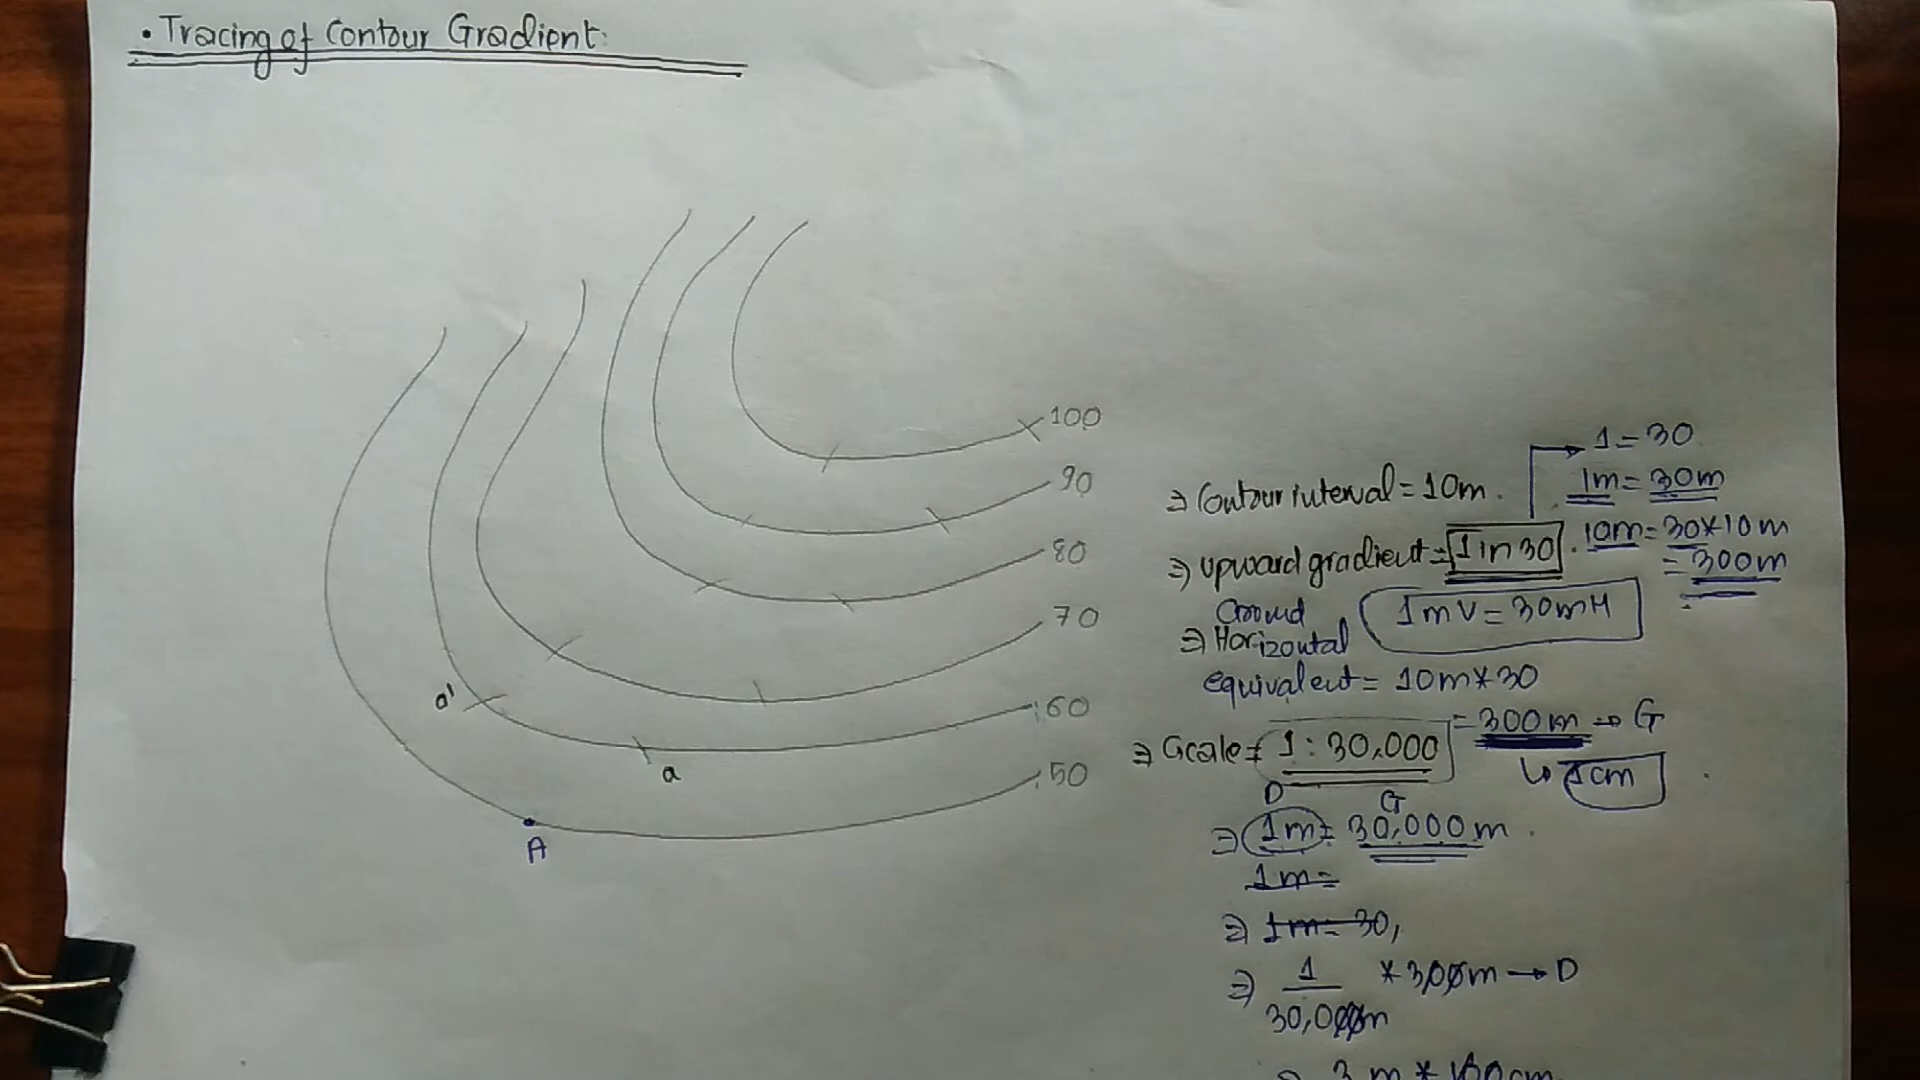 • Tracing of Contour Gradient:
100
90
80
70
a'
:60
a
:50
A
1 = 30
⇒ Contour interval = 10m.
1m = 30m
⇒ upward gradient = 1 in 30.
10m = 30*10m
= 300m
1mV = 30mH
Ground
⇒ Horizontal
equivalent = 10m*30
= 300m → G
⇒ Scale = 1 : 30,000
↳ 1cm
D G
⇒ 1m = 30,000m.
1m =
⇒ 1m = 30,
⇒ 1 *300m → D
30,000m
3 m * 100cm